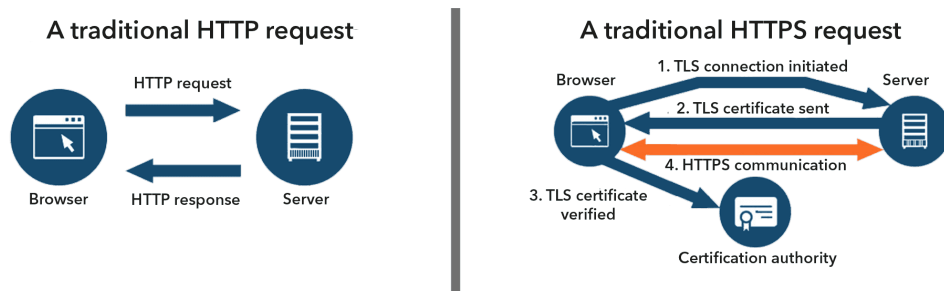 A traditional HTTP request
HTTP request
Browser
HTTP response
Server
A traditional HTTPS request
1. TLS connection initiated
Browser
Server
2. TLS certificate sent
4. HTTPS communication
3. TLS certificate
verified
Certification authority